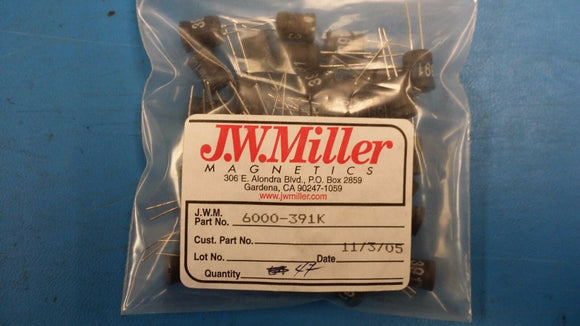 J.W.Miller
MAGNETICS
306 E. Alondra Blvd., P.O. Box 2859
Gardena, CA 90247-1059
www.jwmiller.com
J.W.M.
Part No. 6000-391K
Cust. Part No.
11/3/05
Lot No. Date
Quantity 47
391